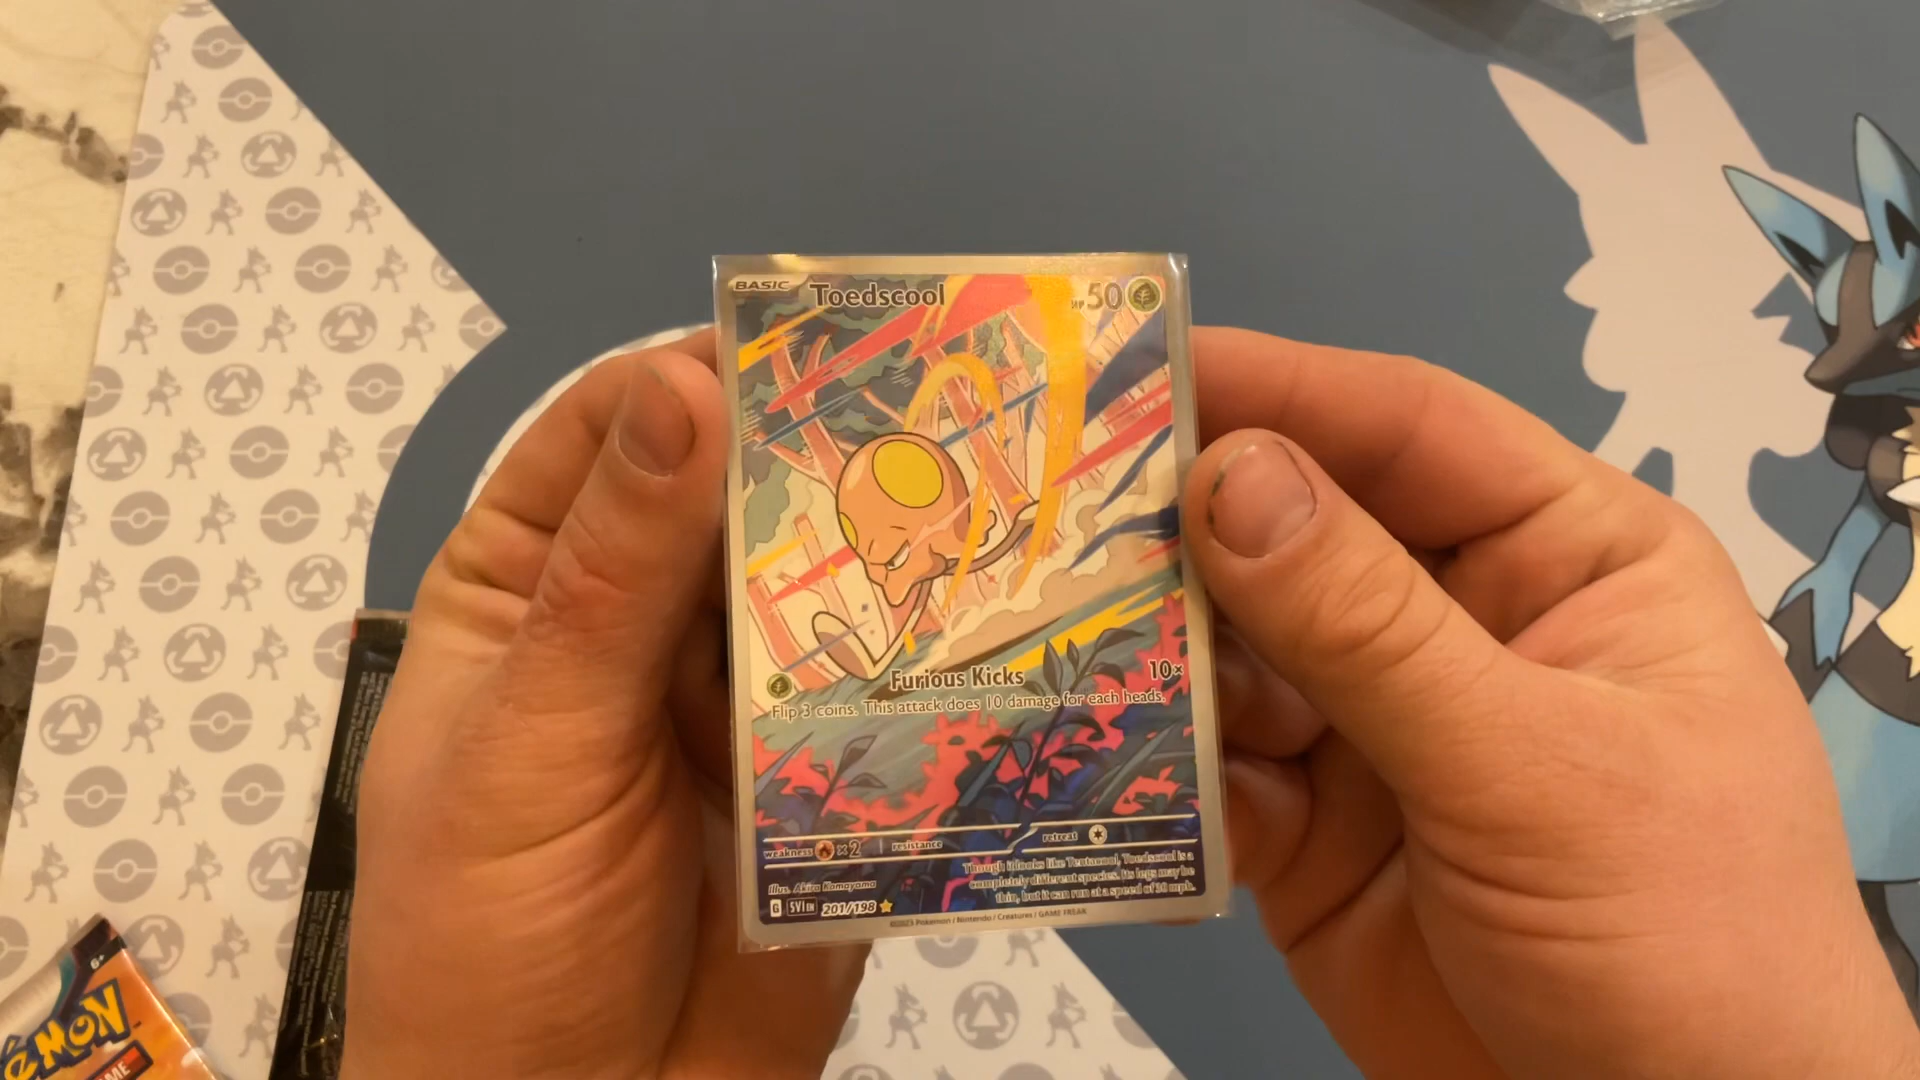 BASIC Toedscool HP 50
Furious Kicks 10×
Flip 3 coins. This attack does 10 damage for each heads.
weakness ×2 resistance retreat
Though it looks like Tentacool, Toedscool is a
completely different species. Its legs may be
thin, but it can run at a speed of 30 mph.
Illus. Akira Komayama
G SVI EN 201/198
©2023 Pokémon / Nintendo / Creatures / GAME FREAK
6+
émon